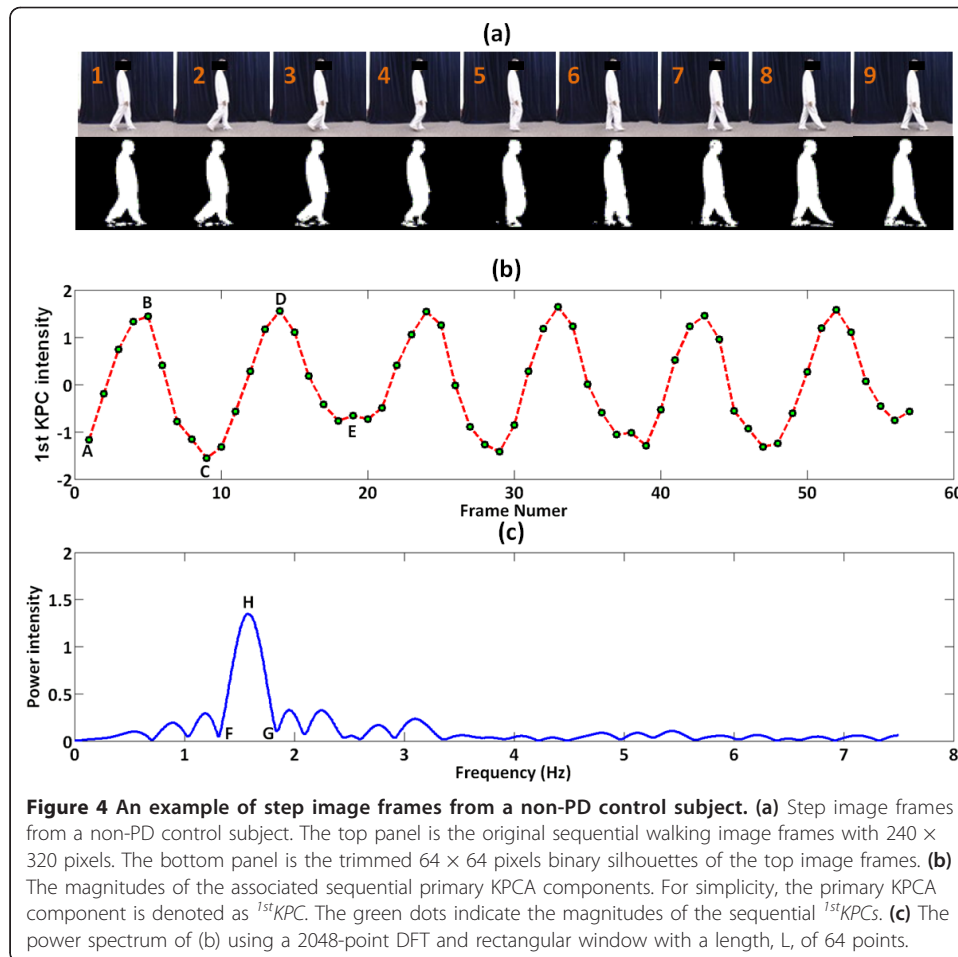 (a)
1 2 3 4 5 6 7 8 9
(b)
1st KPC intensity
2
1
0
-1
-2
A
B
C
D
E
0 10 20 30 40 50 60
Frame Numer
(c)
Power intensity
2
1.5
1
0.5
0
H
F
G
0 1 2 3 4 5 6 7 8
Frequency (Hz)
Figure 4 An example of step image frames from a non-PD control subject. (a) Step image frames
from a non-PD control subject. The top panel is the original sequential walking image frames with 240 ×
320 pixels. The bottom panel is the trimmed 64 × 64 pixels binary silhouettes of the top image frames. (b)
The magnitudes of the associated sequential primary KPCA components. For simplicity, the primary KPCA
component is denoted as 1stKPC. The green dots indicate the magnitudes of the sequential 1stKPCs. (c) The
power spectrum of (b) using a 2048-point DFT and rectangular window with a length, L, of 64 points.